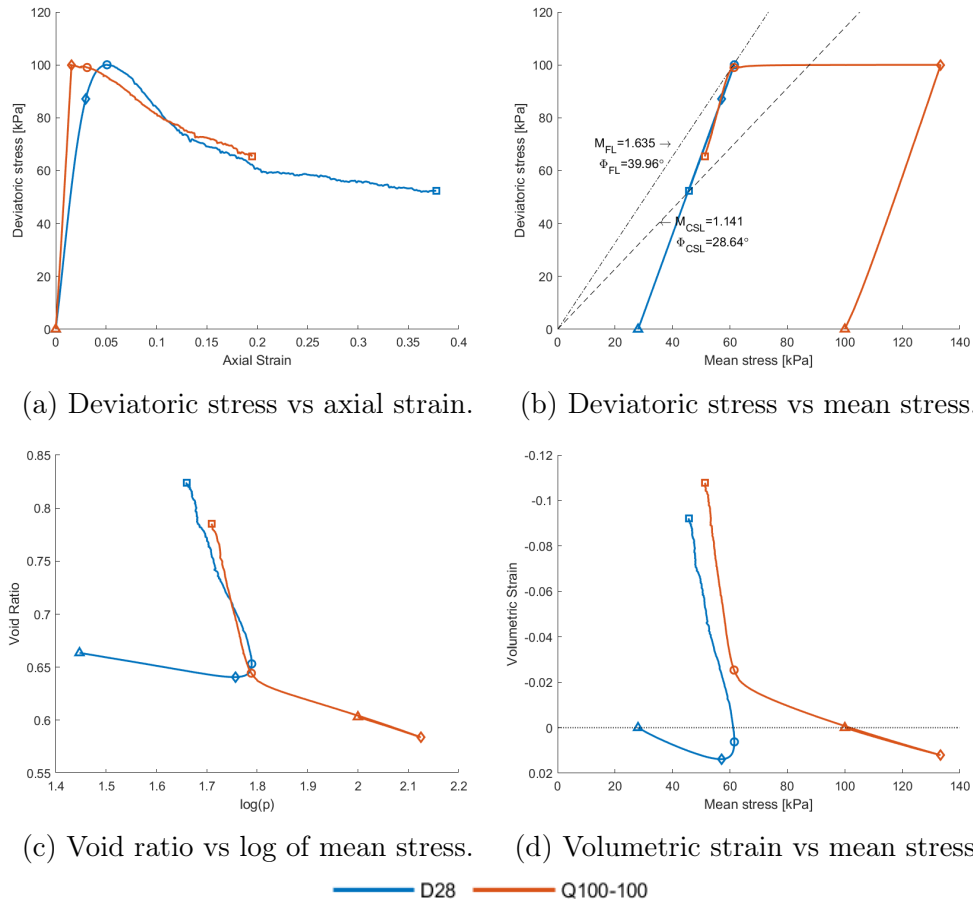 120
100
80
60
40
20
0
Deviatoric stress [kPa]
0 0.05 0.1 0.15 0.2 0.25 0.3 0.35 0.4
Axial Strain
(a) Deviatoric stress vs axial strain.
120
100
80
60
40
20
0
Deviatoric stress [kPa]
M_FL=1.635 →
Φ_FL=39.96°
← M_CSL=1.141
Φ_CSL=28.64°
0 20 40 60 80 100 120 140
Mean stress [kPa]
(b) Deviatoric stress vs mean stress.
0.85
0.8
0.75
0.7
0.65
0.6
0.55
Void Ratio
1.4 1.5 1.6 1.7 1.8 1.9 2 2.1 2.2
log(p)
(c) Void ratio vs log of mean stress.
-0.12
-0.1
-0.08
-0.06
-0.04
-0.02
0
0.02
Volumetric Strain
0 20 40 60 80 100 120 140
Mean stress [kPa]
(d) Volumetric strain vs mean stress
D28 Q100-100